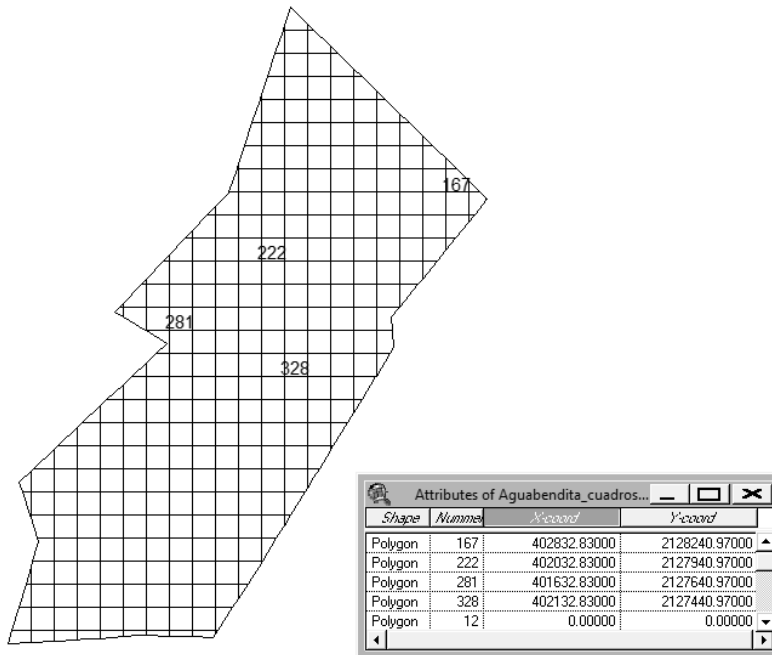 167
222
281
328
Attributes of Aguabendita_cuadros...
Shape Nummer X-coord Y-coord
Polygon 167 402832.83000 2128240.97000
Polygon 222 402032.83000 2127940.97000
Polygon 281 401632.83000 2127640.97000
Polygon 328 402132.83000 2127440.97000
Polygon 12 0.00000 0.00000